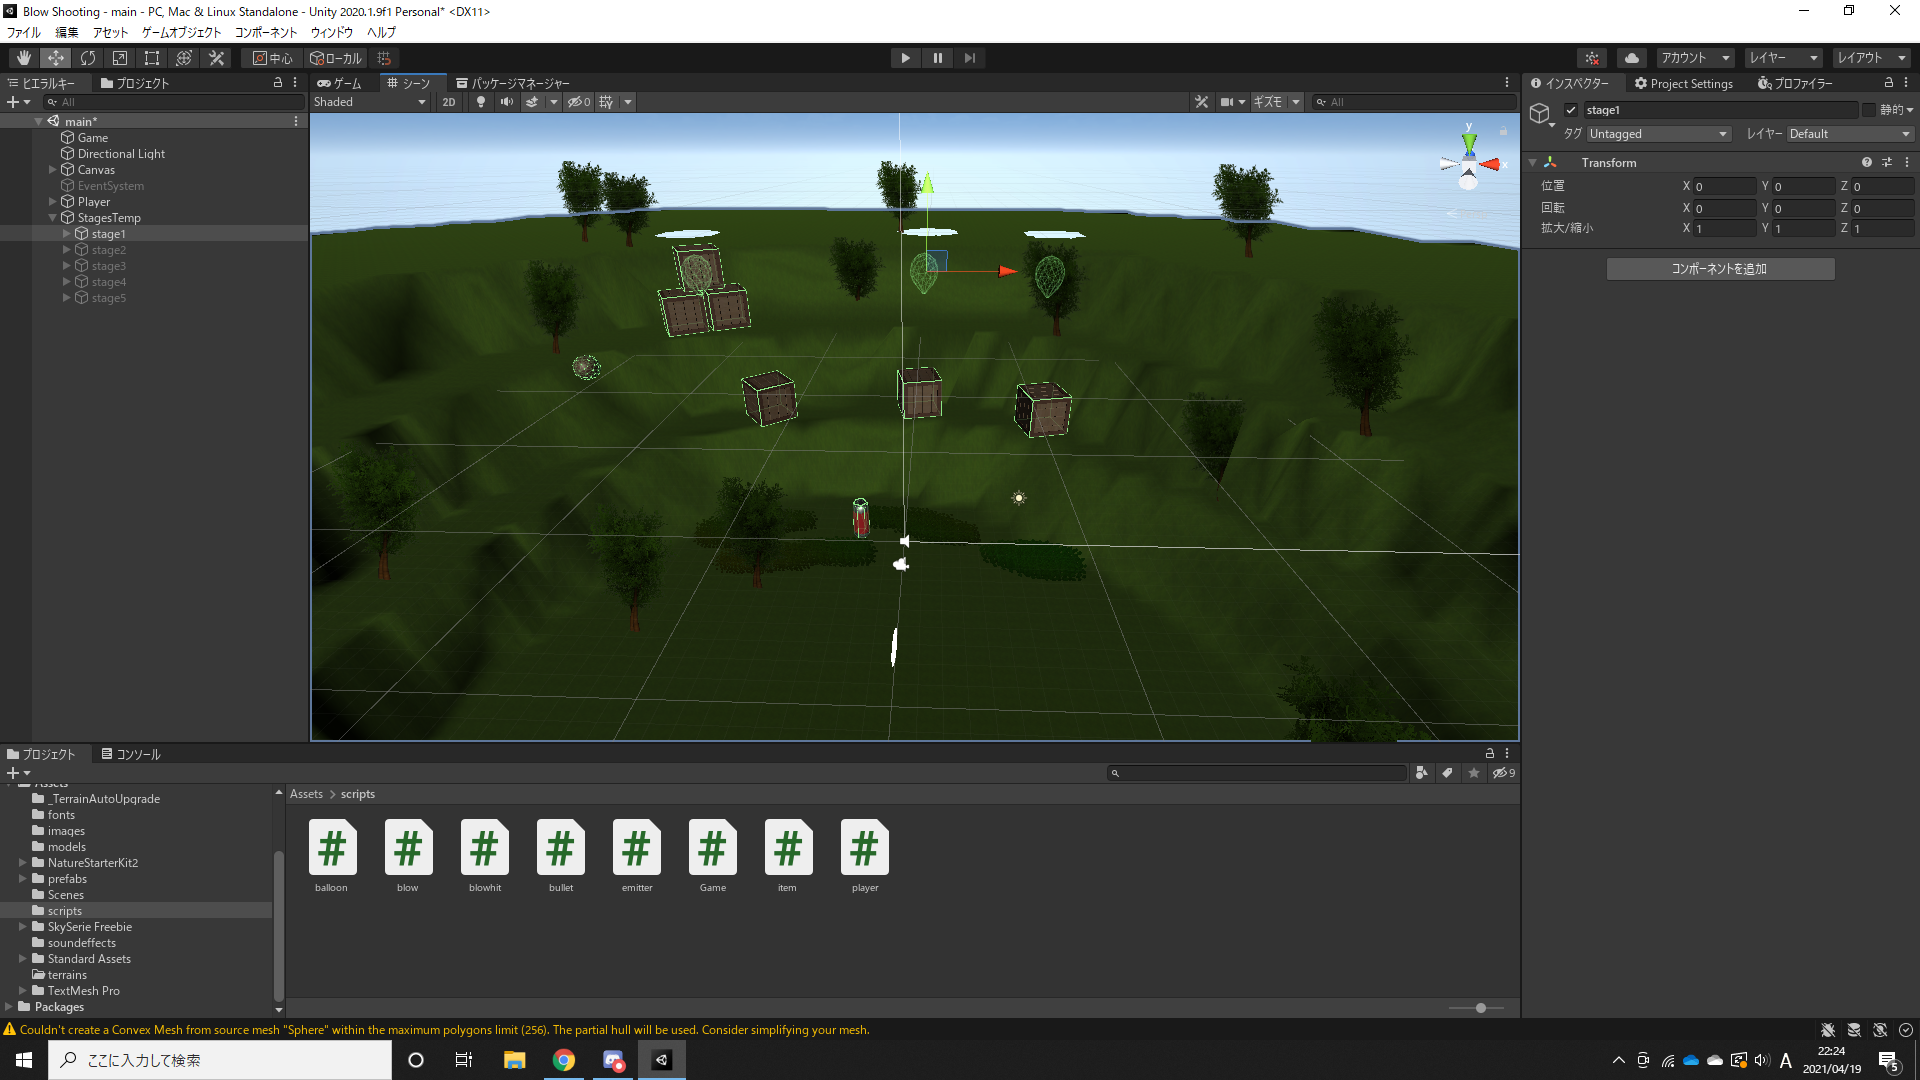 Blow Shooting - main - PC, Mac & Linux Standalone - Unity 2020.1.9f1 Personal* <DX11>
ファイル 編集 アセット ゲームオブジェクト コンポーネント ウィンドウ ヘルプ
中心 ローカル アカウント レイヤー レイアウト
ヒエラルキー プロジェクト
All
main*
Game
Directional Light
Canvas
EventSystem
Player
StagesTemp
stage1
stage2
stage3
stage4
stage5
ゲーム シーン パッケージマネージャー
Shaded 2D 0 ギズモ All
y
x
インスペクター Project Settings プロファイラー
stage1 静的
タグ Untagged レイヤー Default
Transform
位置 X 0 Y 0 Z 0
回転 X 0 Y 0 Z 0
拡大/縮小 X 1 Y 1 Z 1
コンポーネントを追加
プロジェクト コンソール
9
Assets
_TerrainAutoUpgrade
fonts
images
models
NatureStarterKit2
prefabs
Scenes
scripts
SkySerie Freebie
soundeffects
Standard Assets
terrains
TextMesh Pro
Packages
Assets > scripts
balloon blow blowhit bullet emitter Game item player
Couldn't create a Convex Mesh from source mesh "Sphere" within the maximum polygons limit (256). The partial hull will be used. Consider simplifying your mesh.
ここに入力して検索
A
22:24
2021/04/19
5